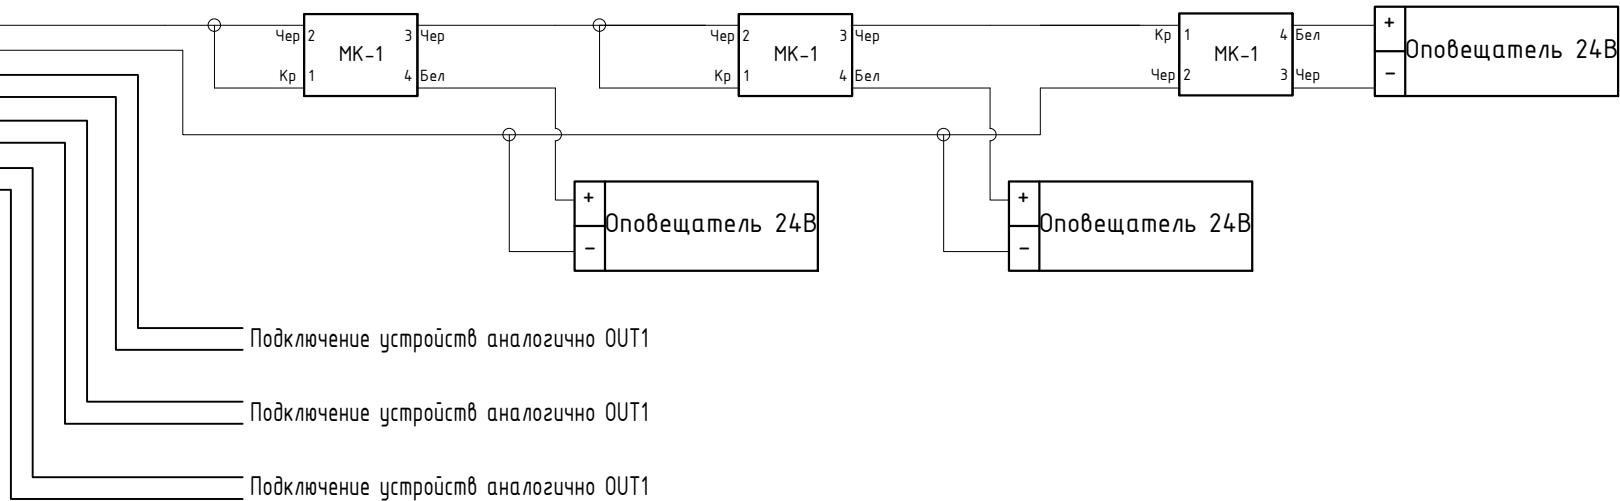 Чер 2 МК-1 3 Чер
Кр 1 4 Бел
Чер 2 МК-1 3 Чер
Кр 1 4 Бел
Кр 1 МК-1 4 Бел
Чер 2 3 Чер
+ Оповещатель 24В
-
+ Оповещатель 24В
-
+ Оповещатель 24В
-
Подключение устройств аналогично OUT1
Подключение устройств аналогично OUT1
Подключение устройств аналогично OUT1